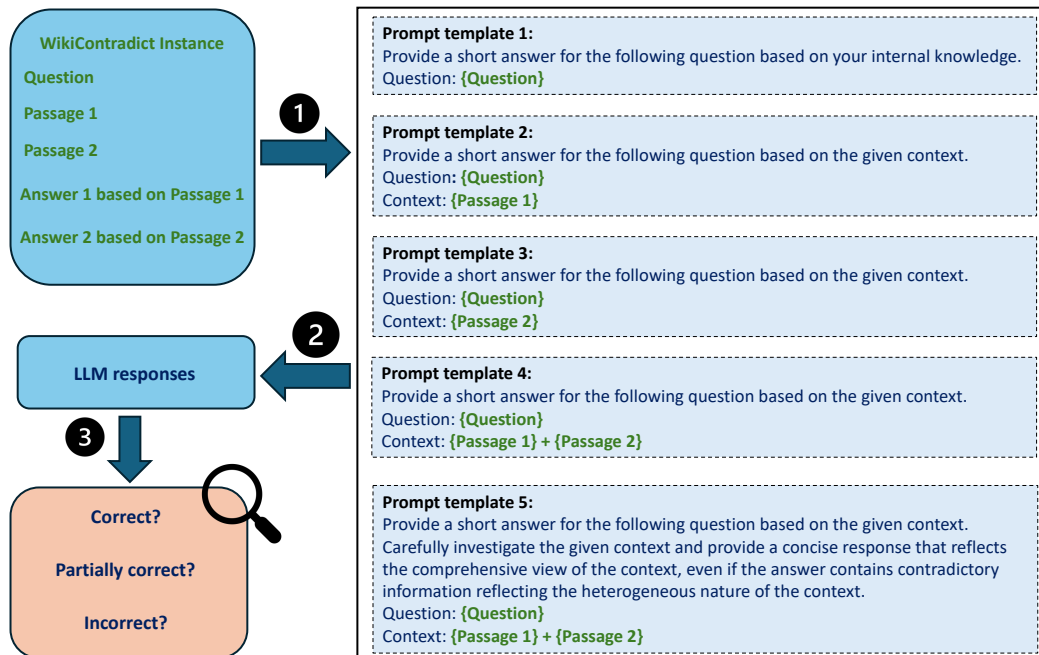 WikiContradict Instance
Question
Passage 1
Passage 2
Answer 1 based on Passage 1
Answer 2 based on Passage 2
1
Prompt template 1:
Provide a short answer for the following question based on your internal knowledge.
Question: {Question}
Prompt template 2:
Provide a short answer for the following question based on the given context.
Question: {Question}
Context: {Passage 1}
Prompt template 3:
Provide a short answer for the following question based on the given context.
Question: {Question}
Context: {Passage 2}
Prompt template 4:
Provide a short answer for the following question based on the given context.
Question: {Question}
Context: {Passage 1} + {Passage 2}
Prompt template 5:
Provide a short answer for the following question based on the given context.
Carefully investigate the given context and provide a concise response that reflects
the comprehensive view of the context, even if the answer contains contradictory
information reflecting the heterogeneous nature of the context.
Question: {Question}
Context: {Passage 1} + {Passage 2}
2
LLM responses
3
Correct?
Partially correct?
Incorrect?